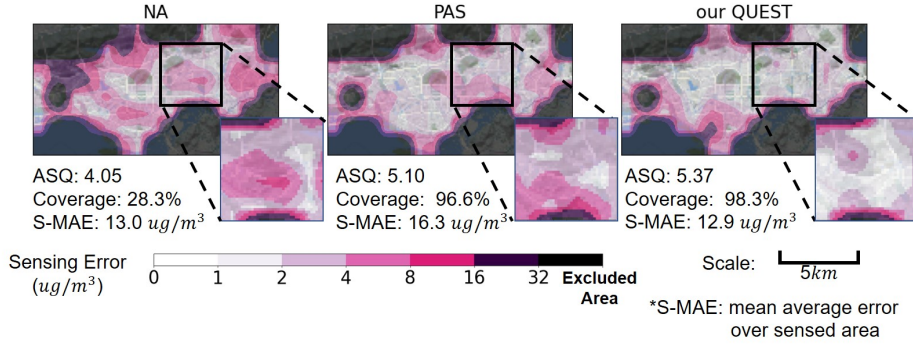 NA
PAS
our QUEST
ASQ: 4.05
Coverage: 28.3%
S-MAE: 13.0 ug/m³
ASQ: 5.10
Coverage: 96.6%
S-MAE: 16.3 ug/m³
ASQ: 5.37
Coverage: 98.3%
S-MAE: 12.9 ug/m³
Sensing Error
(ug/m³)
0 1 2 4 8 16 32 Excluded
Area
Scale:
5km
*S-MAE: mean average error
over sensed area